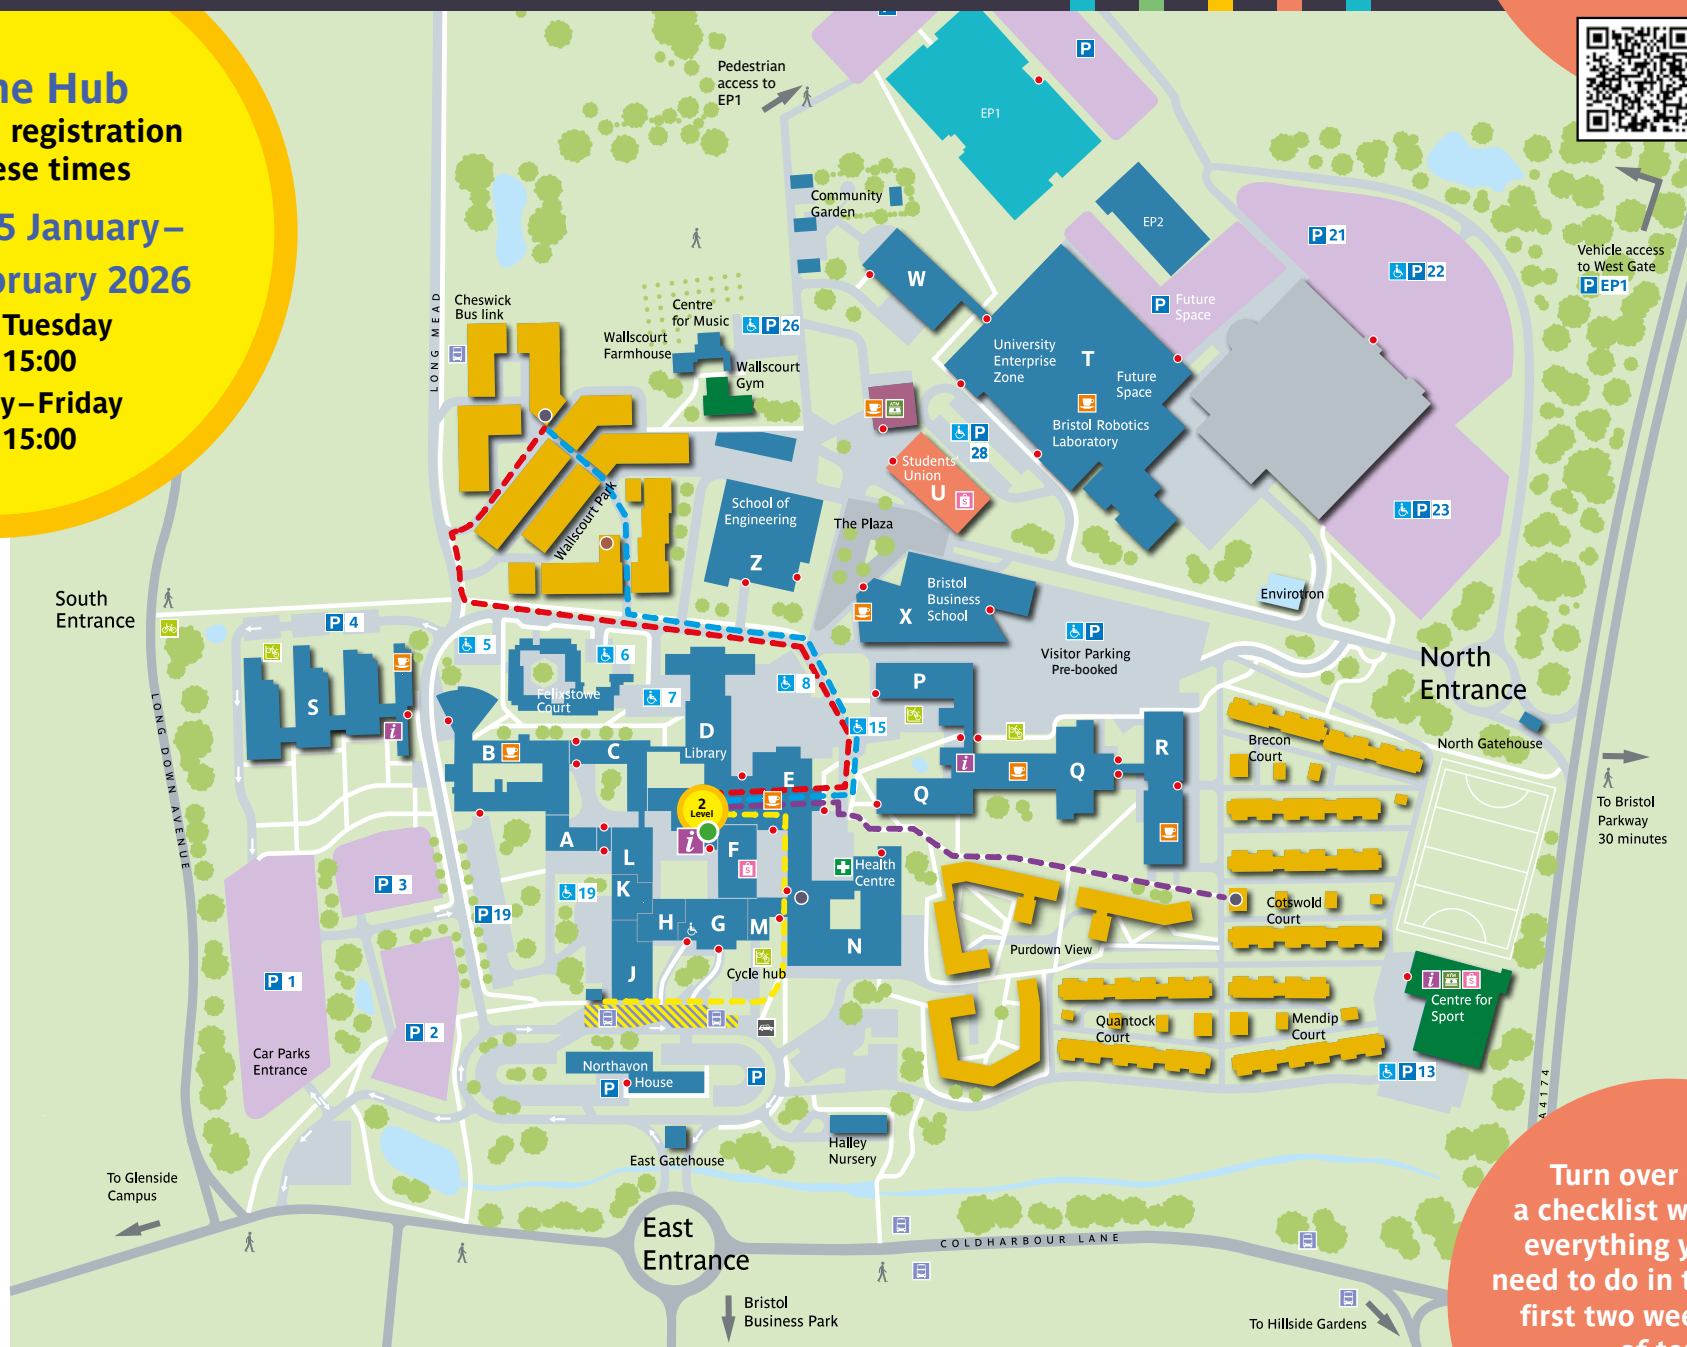 he Hub
registration
ese times
5 January–
bruary 2026
Tuesday
15:00
y–Friday
15:00
Pedestrian
access to
EP1
P
EP1
EP2
Community
Garden
W
P 21
P 22
Vehicle access
to West Gate
P EP1
LONG MEAD
Cheswick
Bus link
Centre
for Music
P 26
Wallscourt
Farmhouse
Wallscourt
Gym
P
Future
Space
University
Enterprise
Zone
T
Future
Space
Bristol Robotics
Laboratory
ATM
P
28
Students'
Union
U
S
P 23
Wallscourt Park
School of
Engineering
Z
The Plaza
Bristol
Business
School
X
Envirotron
South
Entrance
P 4
5
6
7
8
15
P
Visitor Parking
Pre-booked
North
Entrance
North Gatehouse
S
i
Felixstowe
Court
LONG DOWN AVENUE
B
C
D
Library
E
P
i
Q
Q
R
Brecon
Court
To Bristol
Parkway
30 minutes
2
Level
i
A
F
S
L
K
19
Health
Centre
P 3
P 19
H
G
M
N
Cotswold
Court
Purdown View
J
Cycle hub
P 1
P 2
i
ATM
S
Centre for
Sport
Quantock
Court
Mendip
Court
P 13
Car Parks
Entrance
Northavon
House
P
P
A4174
Halley
Nursery
East Gatehouse
To Glenside
Campus
East
Entrance
COLDHARBOUR LANE
Bristol
Business Park
To Hillside Gardens
Turn over
a checklist w
everything y
need to do in t
first two wee